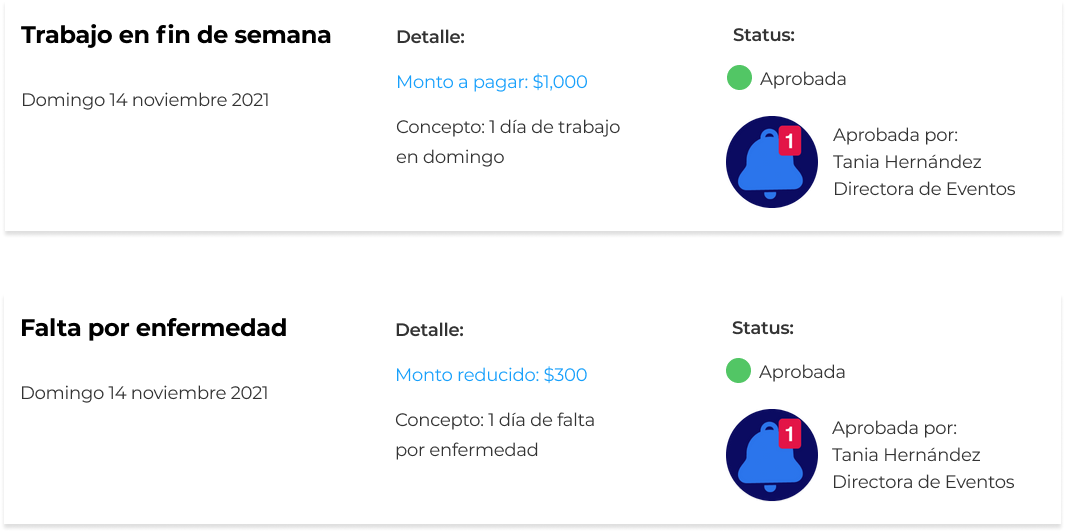 Trabajo en fin de semana
Domingo 14 noviembre 2021
Detalle:
Monto a pagar: $1,000
Concepto: 1 día de trabajo
en domingo
Status:
Aprobada
1
Aprobada por:
Tania Hernández
Directora de Eventos
Falta por enfermedad
Domingo 14 noviembre 2021
Detalle:
Monto reducido: $300
Concepto: 1 día de falta
por enfermedad
Status:
Aprobada
1
Aprobada por:
Tania Hernández
Directora de Eventos